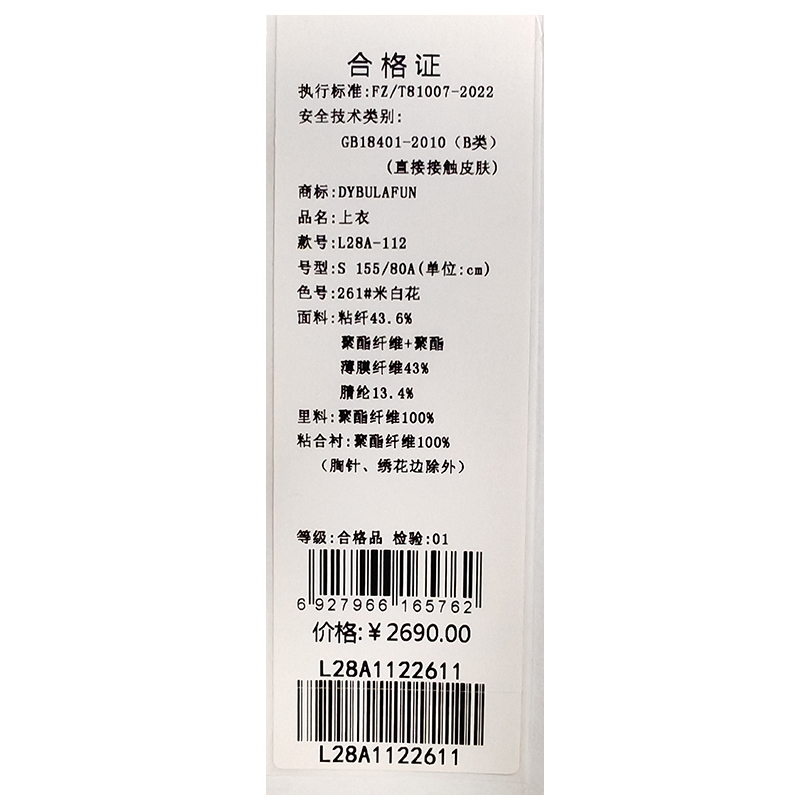 合格证
执行标准:FZ/T81007-2022
安全技术类别:
GB18401-2010（B类）
(直接接触皮肤)
商标:DYBULAFUN
品名:上衣
款号:L28A-112
号型:S 155/80A(单位:cm)
色号:261#米白花
面料:粘纤43.6%
聚酯纤维+聚酯
薄膜纤维43%
腈纶13.4%
里料:聚酯纤维100%
粘合衬:聚酯纤维100%
（胸针、绣花边除外）
等级:合格品 检验:01
6 927966 165762
价格:￥2690.00
L28A1122611
L28A1122611